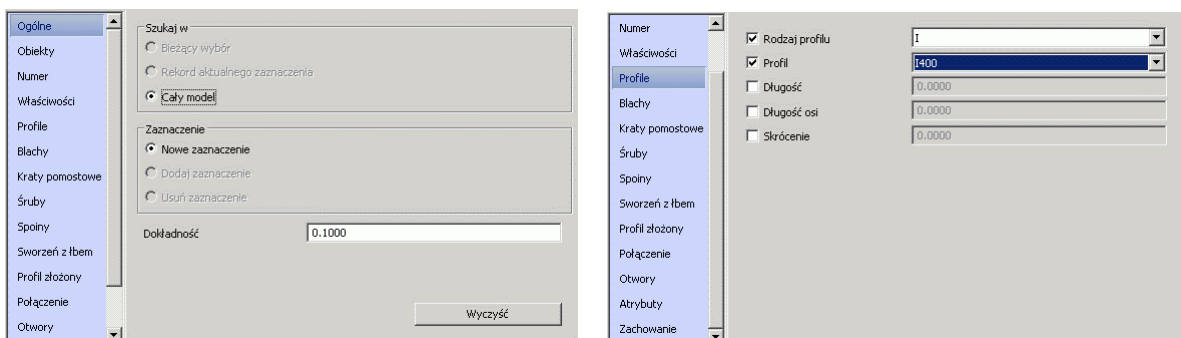 Ogólne
Obiekty
Numer
Właściwości
Profile
Blachy
Kraty pomostowe
Śruby
Spoiny
Sworzeń z łbem
Profil złożony
Połączenie
Otwory
Szukaj w
Bieżący wybór
Rekord aktualnego zaznaczenia
Cały model
Zaznaczenie
Nowe zaznaczenie
Dodaj zaznaczenie
Usuń zaznaczenie
Dokładność 0.1000
Wyczyść
Numer
Właściwości
Profile
Blachy
Kraty pomostowe
Śruby
Spoiny
Sworzeń z łbem
Profil złożony
Połączenie
Otwory
Atrybuty
Zachowanie
Rodzaj profilu I
Profil I400
Długość 0.0000
Długość osi 0.0000
Skrócenie 0.0000